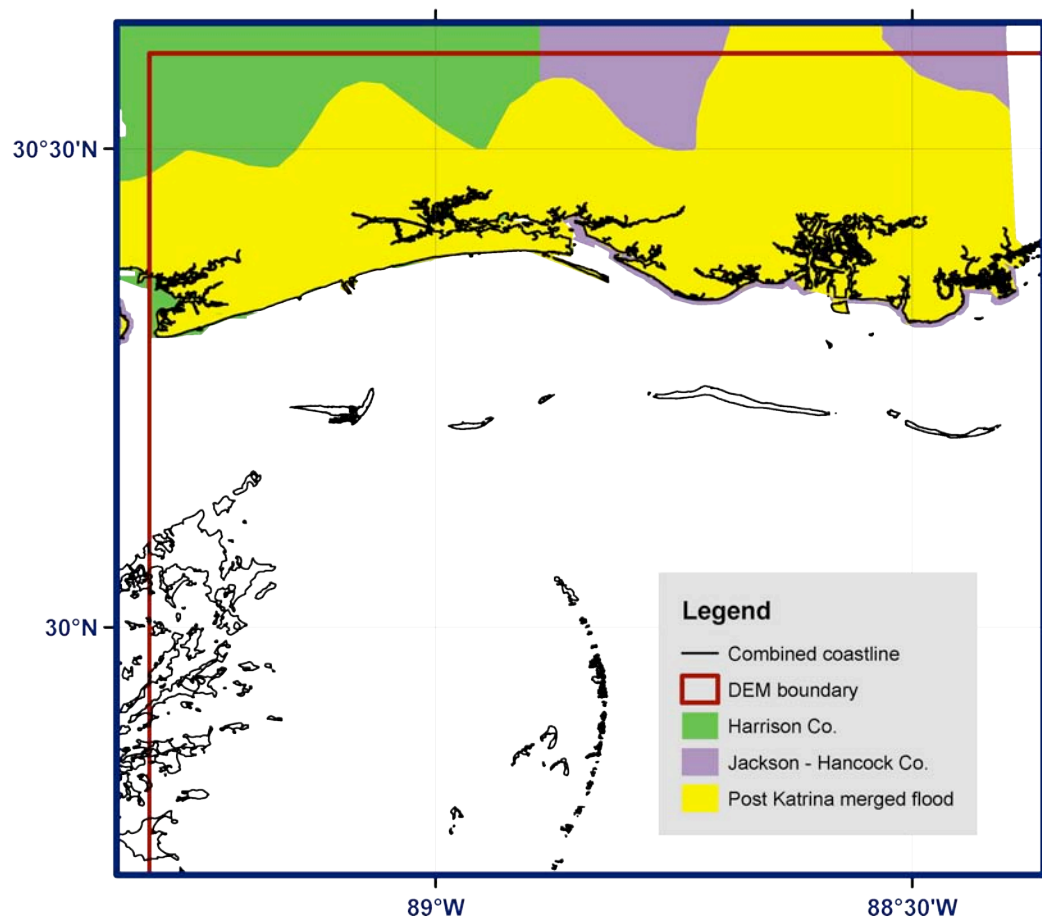 30°30'N
30°N
Legend
Combined coastline
DEM boundary
Harrison Co.
Jackson - Hancock Co.
Post Katrina merged flood
89°W
88°30'W